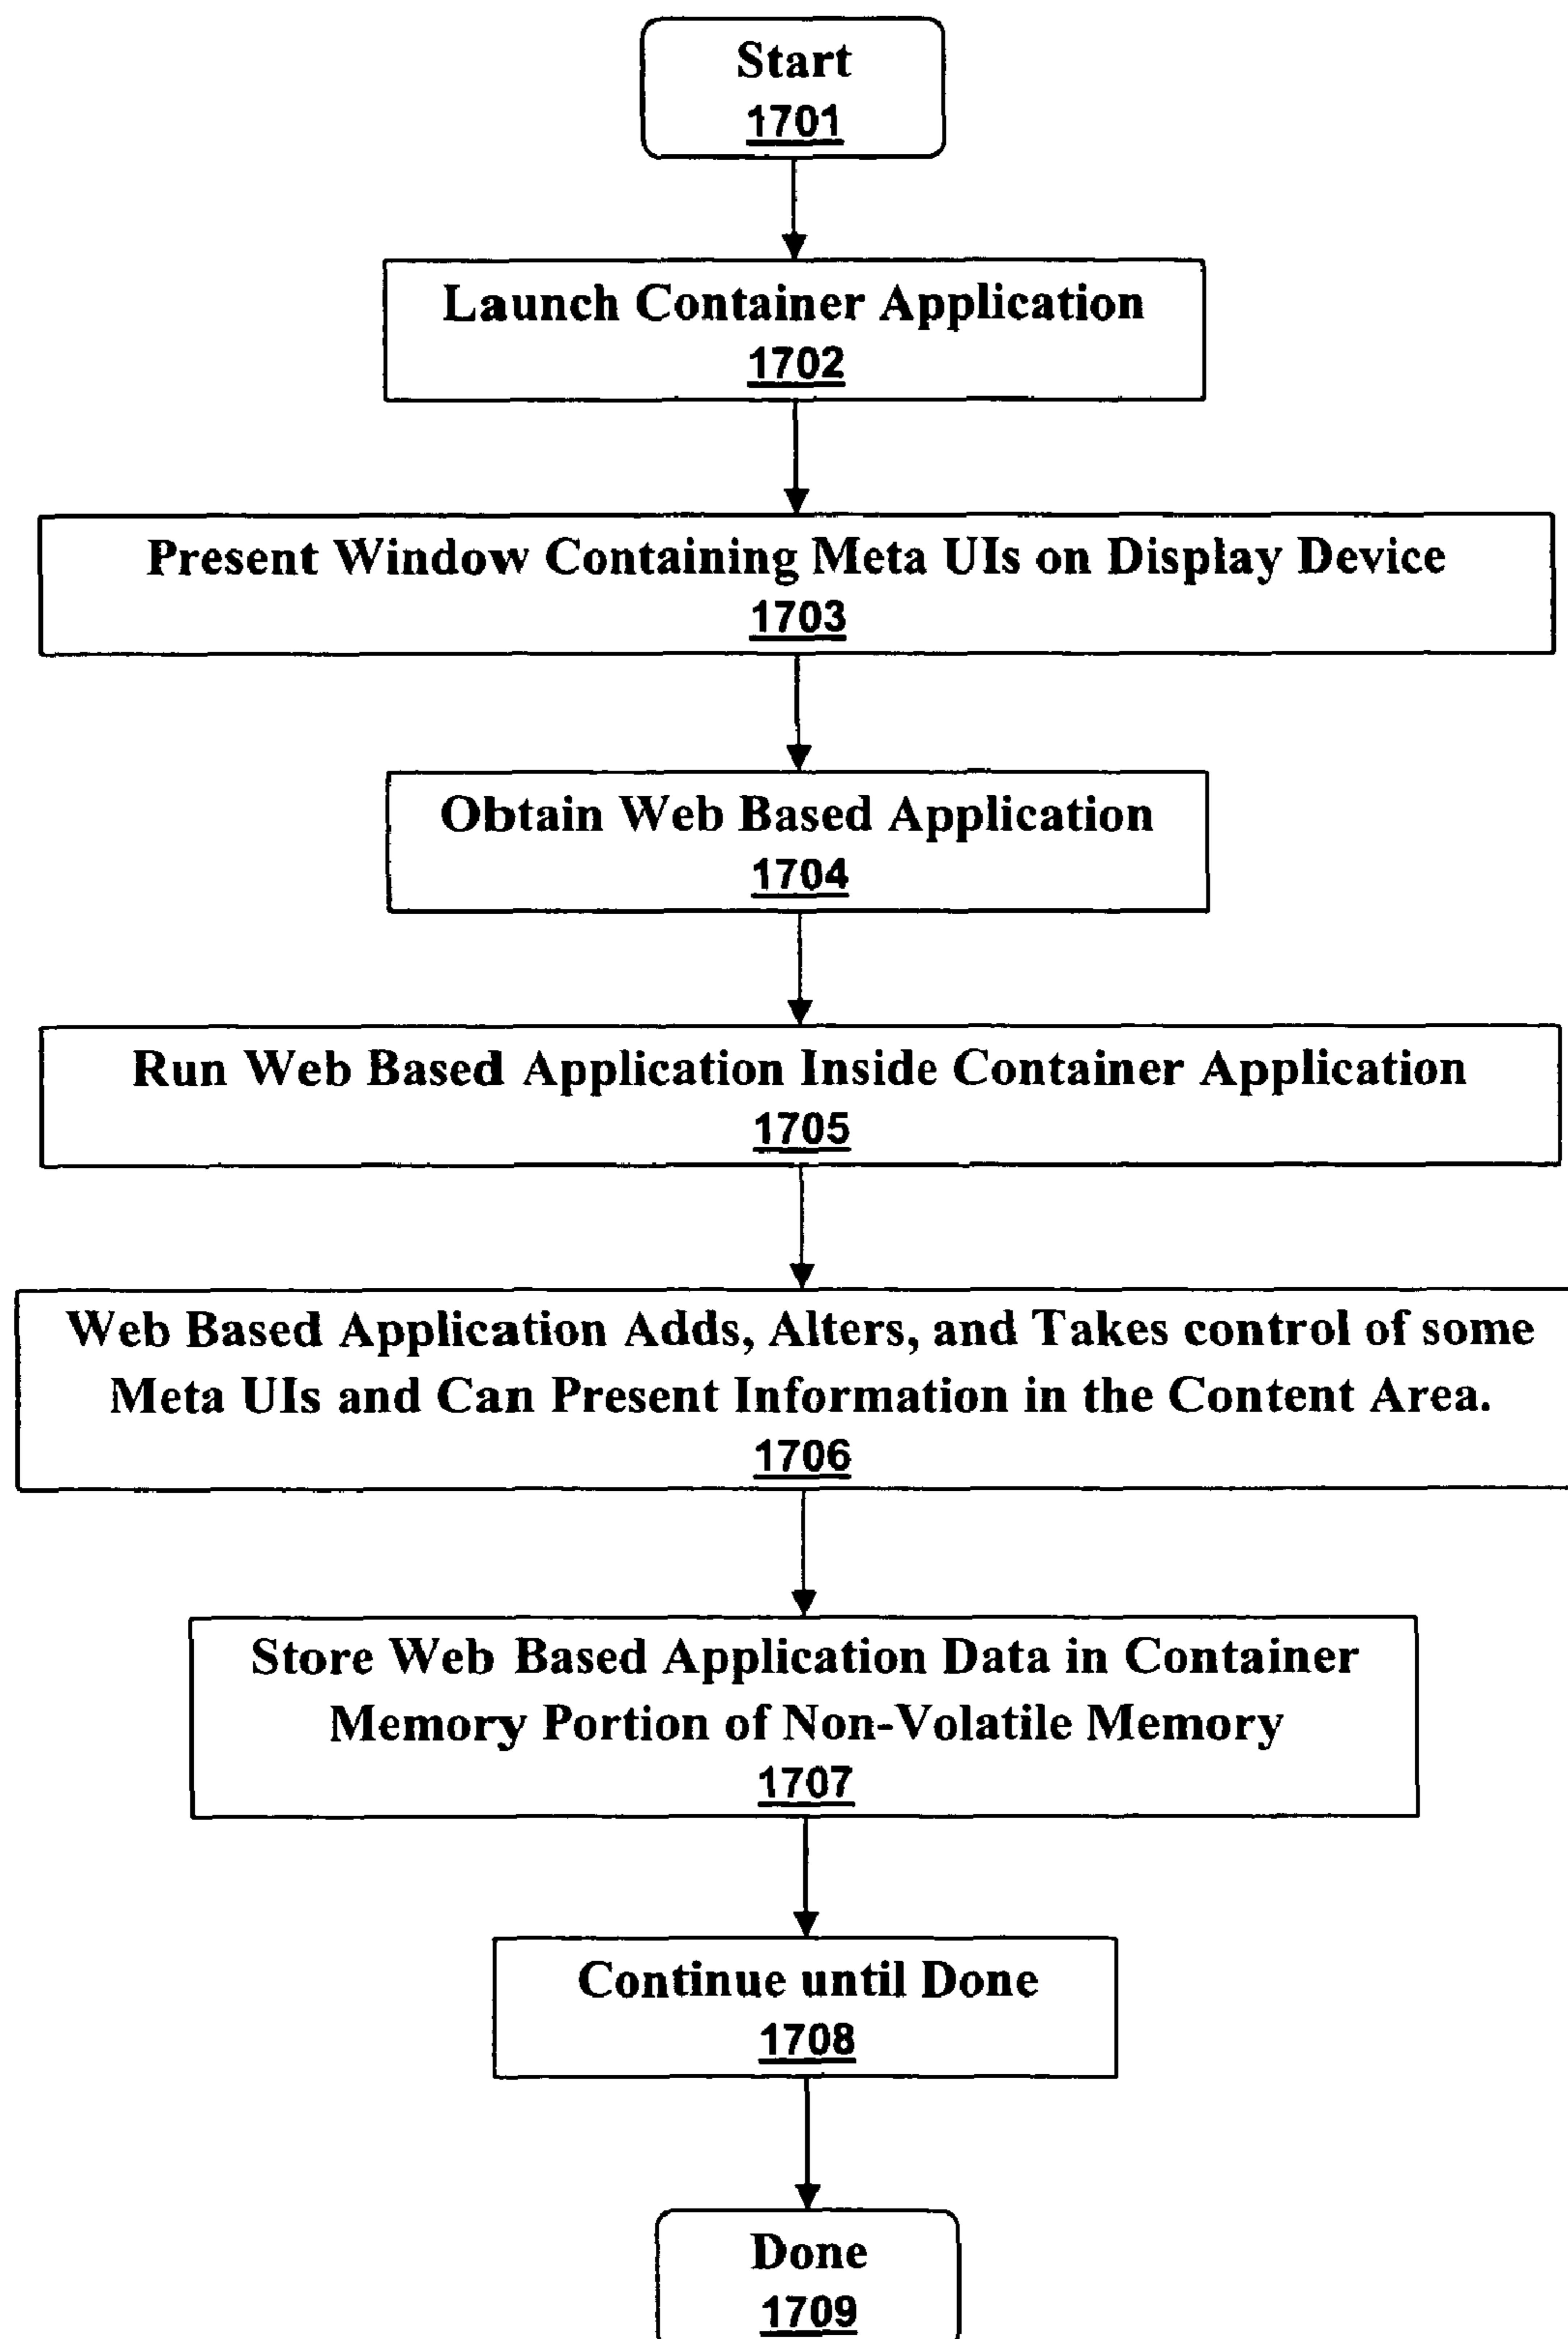 Start
1701
Launch Container Application
1702
Present Window Containing Meta UIs on Display Device
1703
Obtain Web Based Application
1704
Run Web Based Application Inside Container Application
1705
Web Based Application Adds, Alters, and Takes control of some
Meta UIs and Can Present Information in the Content Area.
1706
Store Web Based Application Data in Container
Memory Portion of Non-Volatile Memory
1707
Continue until Done
1708
Done
1709